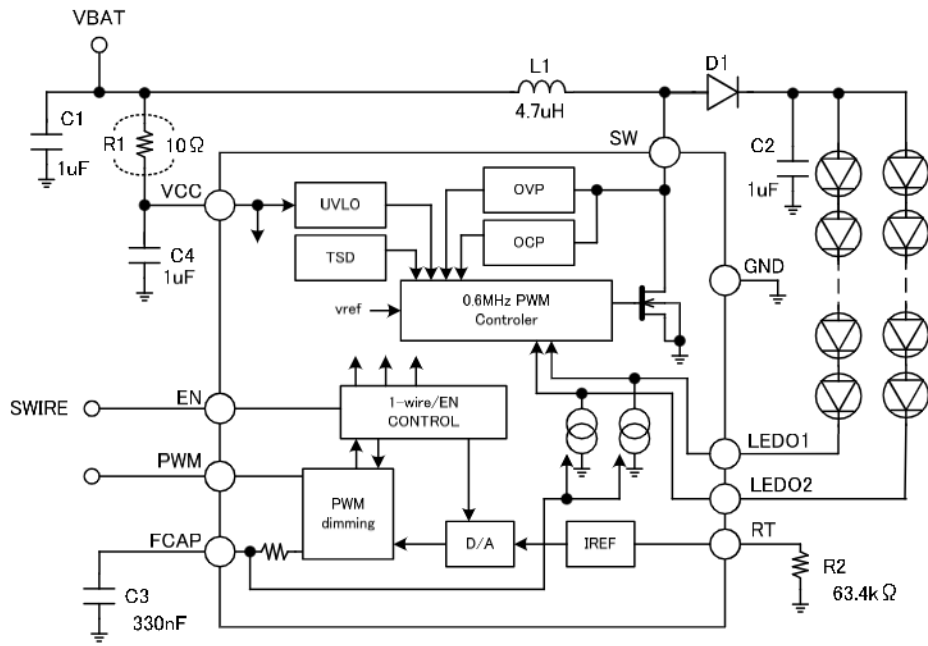 VBAT
L1
D1
C1
R1
10Ω
4.7uH
SW
C2
1uF
1uF
VCC
UVLO
OVP
TSD
OCP
C4
1uF
GND
vref
0.6MHz PWM
Controler
EN
1-wire/EN
CONTROL
SWIRE
LEDO1
PWM
LEDO2
PWM
dimming
FCAP
D/A
IREF
RT
R2
63.4kΩ
C3
330nF